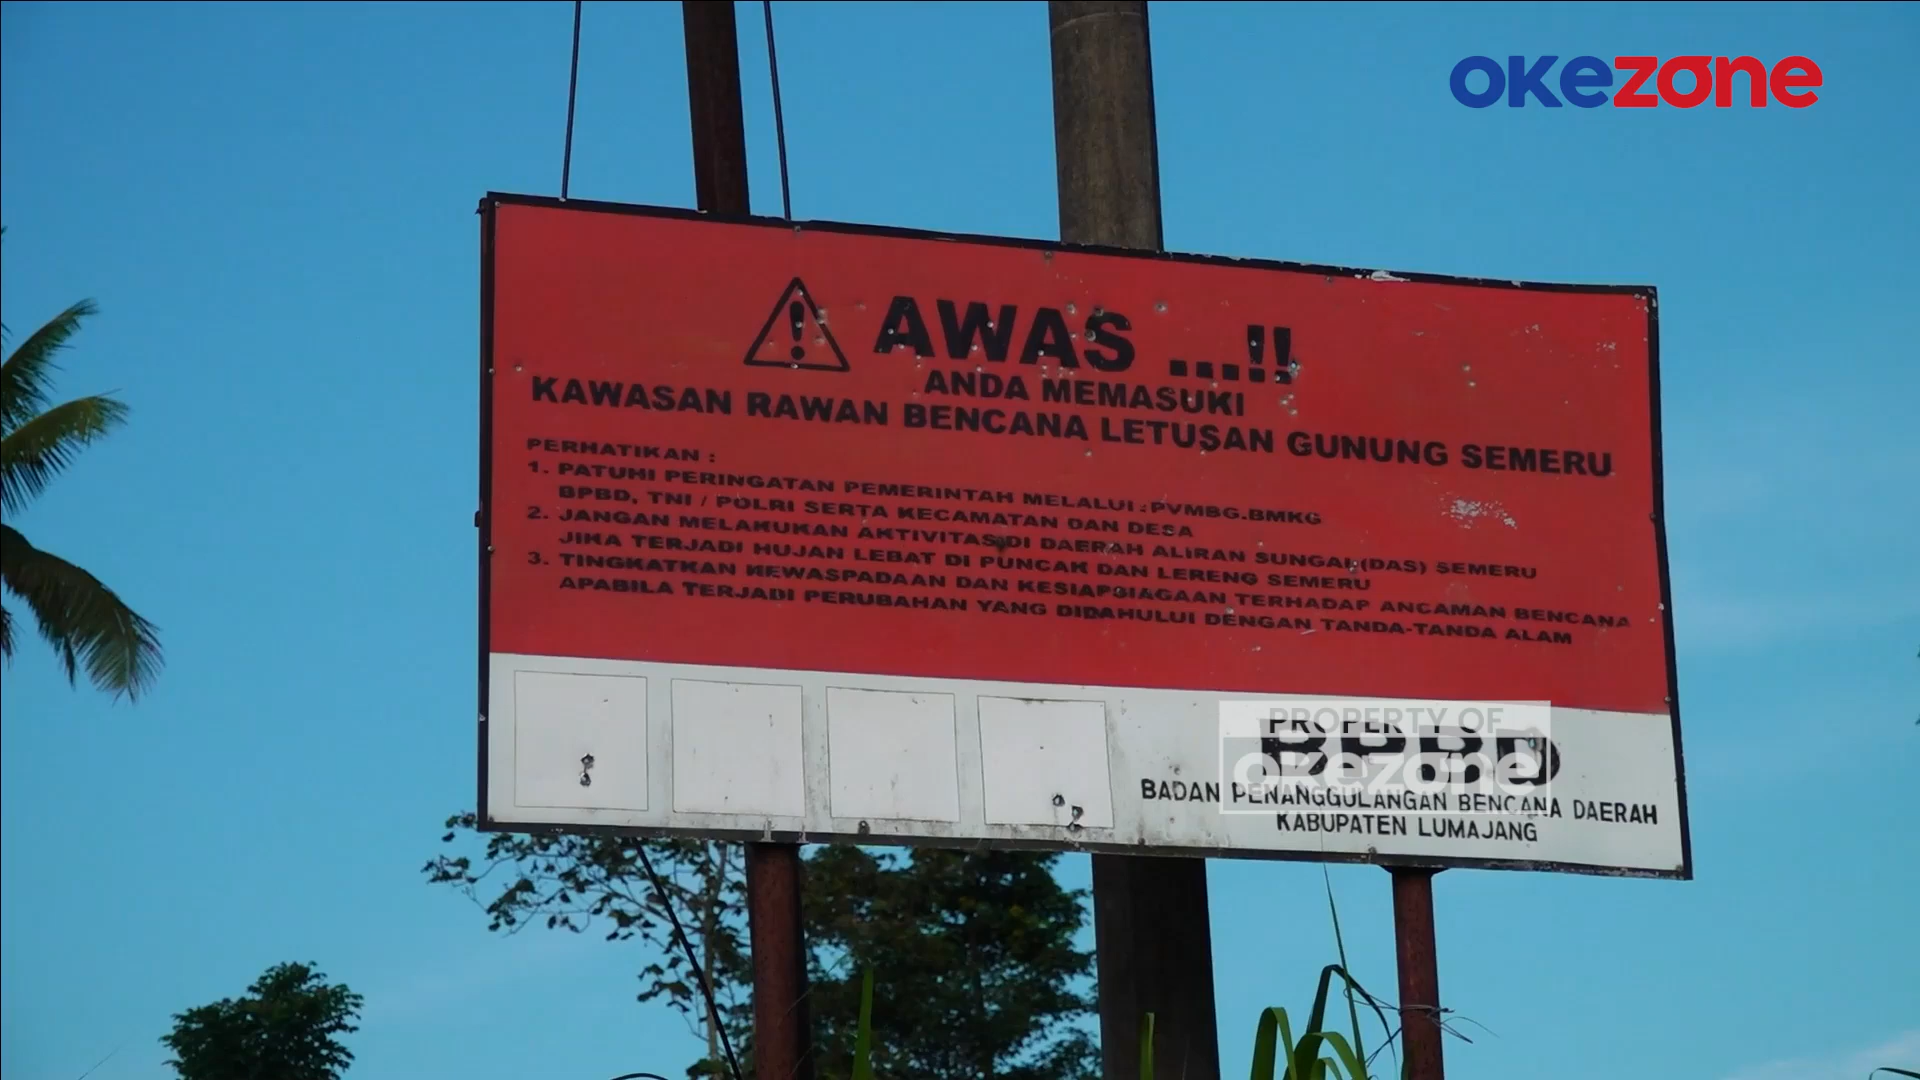 okezone
AWAS ...!!
ANDA MEMASUKI
KAWASAN RAWAN BENCANA LETUSAN GUNUNG SEMERU
PERHATIKAN :
1. PATUHI PERINGATAN PEMERINTAH MELALUI :PVMBG.BMKG
BPBD, TNI / POLRI SERTA KECAMATAN DAN DESA
2. JANGAN MELAKUKAN AKTIVITAS DI DAERAH ALIRAN SUNGAI (DAS) SEMERU
JIKA TERJADI HUJAN LEBAT DI PUNCAK DAN LERENG SEMERU
3. TINGKATKAN KEWASPADAAN DAN KESIAPSIAGAAN TERHADAP ANCAMAN BENCANA
APABILA TERJADI PERUBAHAN YANG DIDAHULUI DENGAN TANDA-TANDA ALAM
PROPERTY OF
okezone
BPBD
BADAN PENANGGULANGAN BENCANA DAERAH
KABUPATEN LUMAJANG